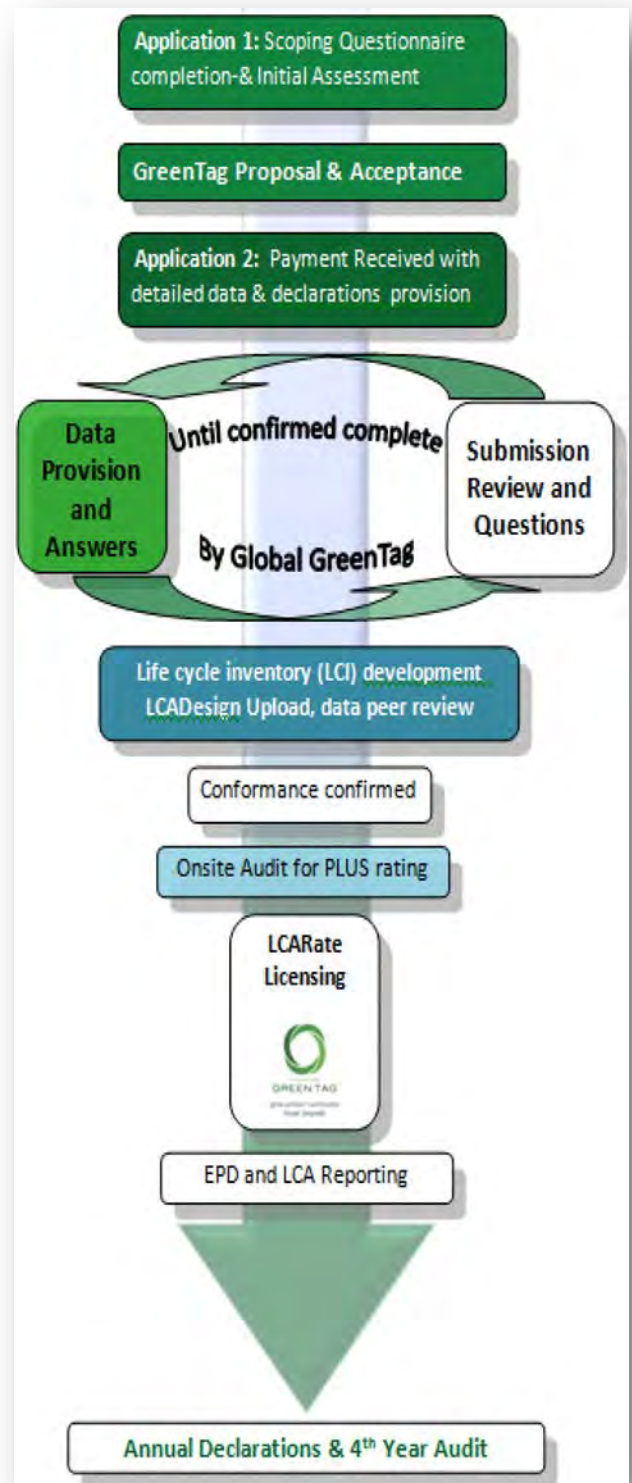 Application 1: Scoping Questionnaire
completion-& Initial Assessment
GreenTag Proposal & Acceptance
Application 2: Payment Received with
detailed data & declarations provision
Until confirmed complete
Data
Provision
and
Answers
Submission
Review and
Questions
By Global GreenTag
Life cycle inventory (LCI) development
LCADesign Upload, data peer review
Conformance confirmed
Onsite Audit for PLUS rating
LCARate
Licensing
GREEN TAG
EPD and LCA Reporting
Annual Declarations & 4th Year Audit